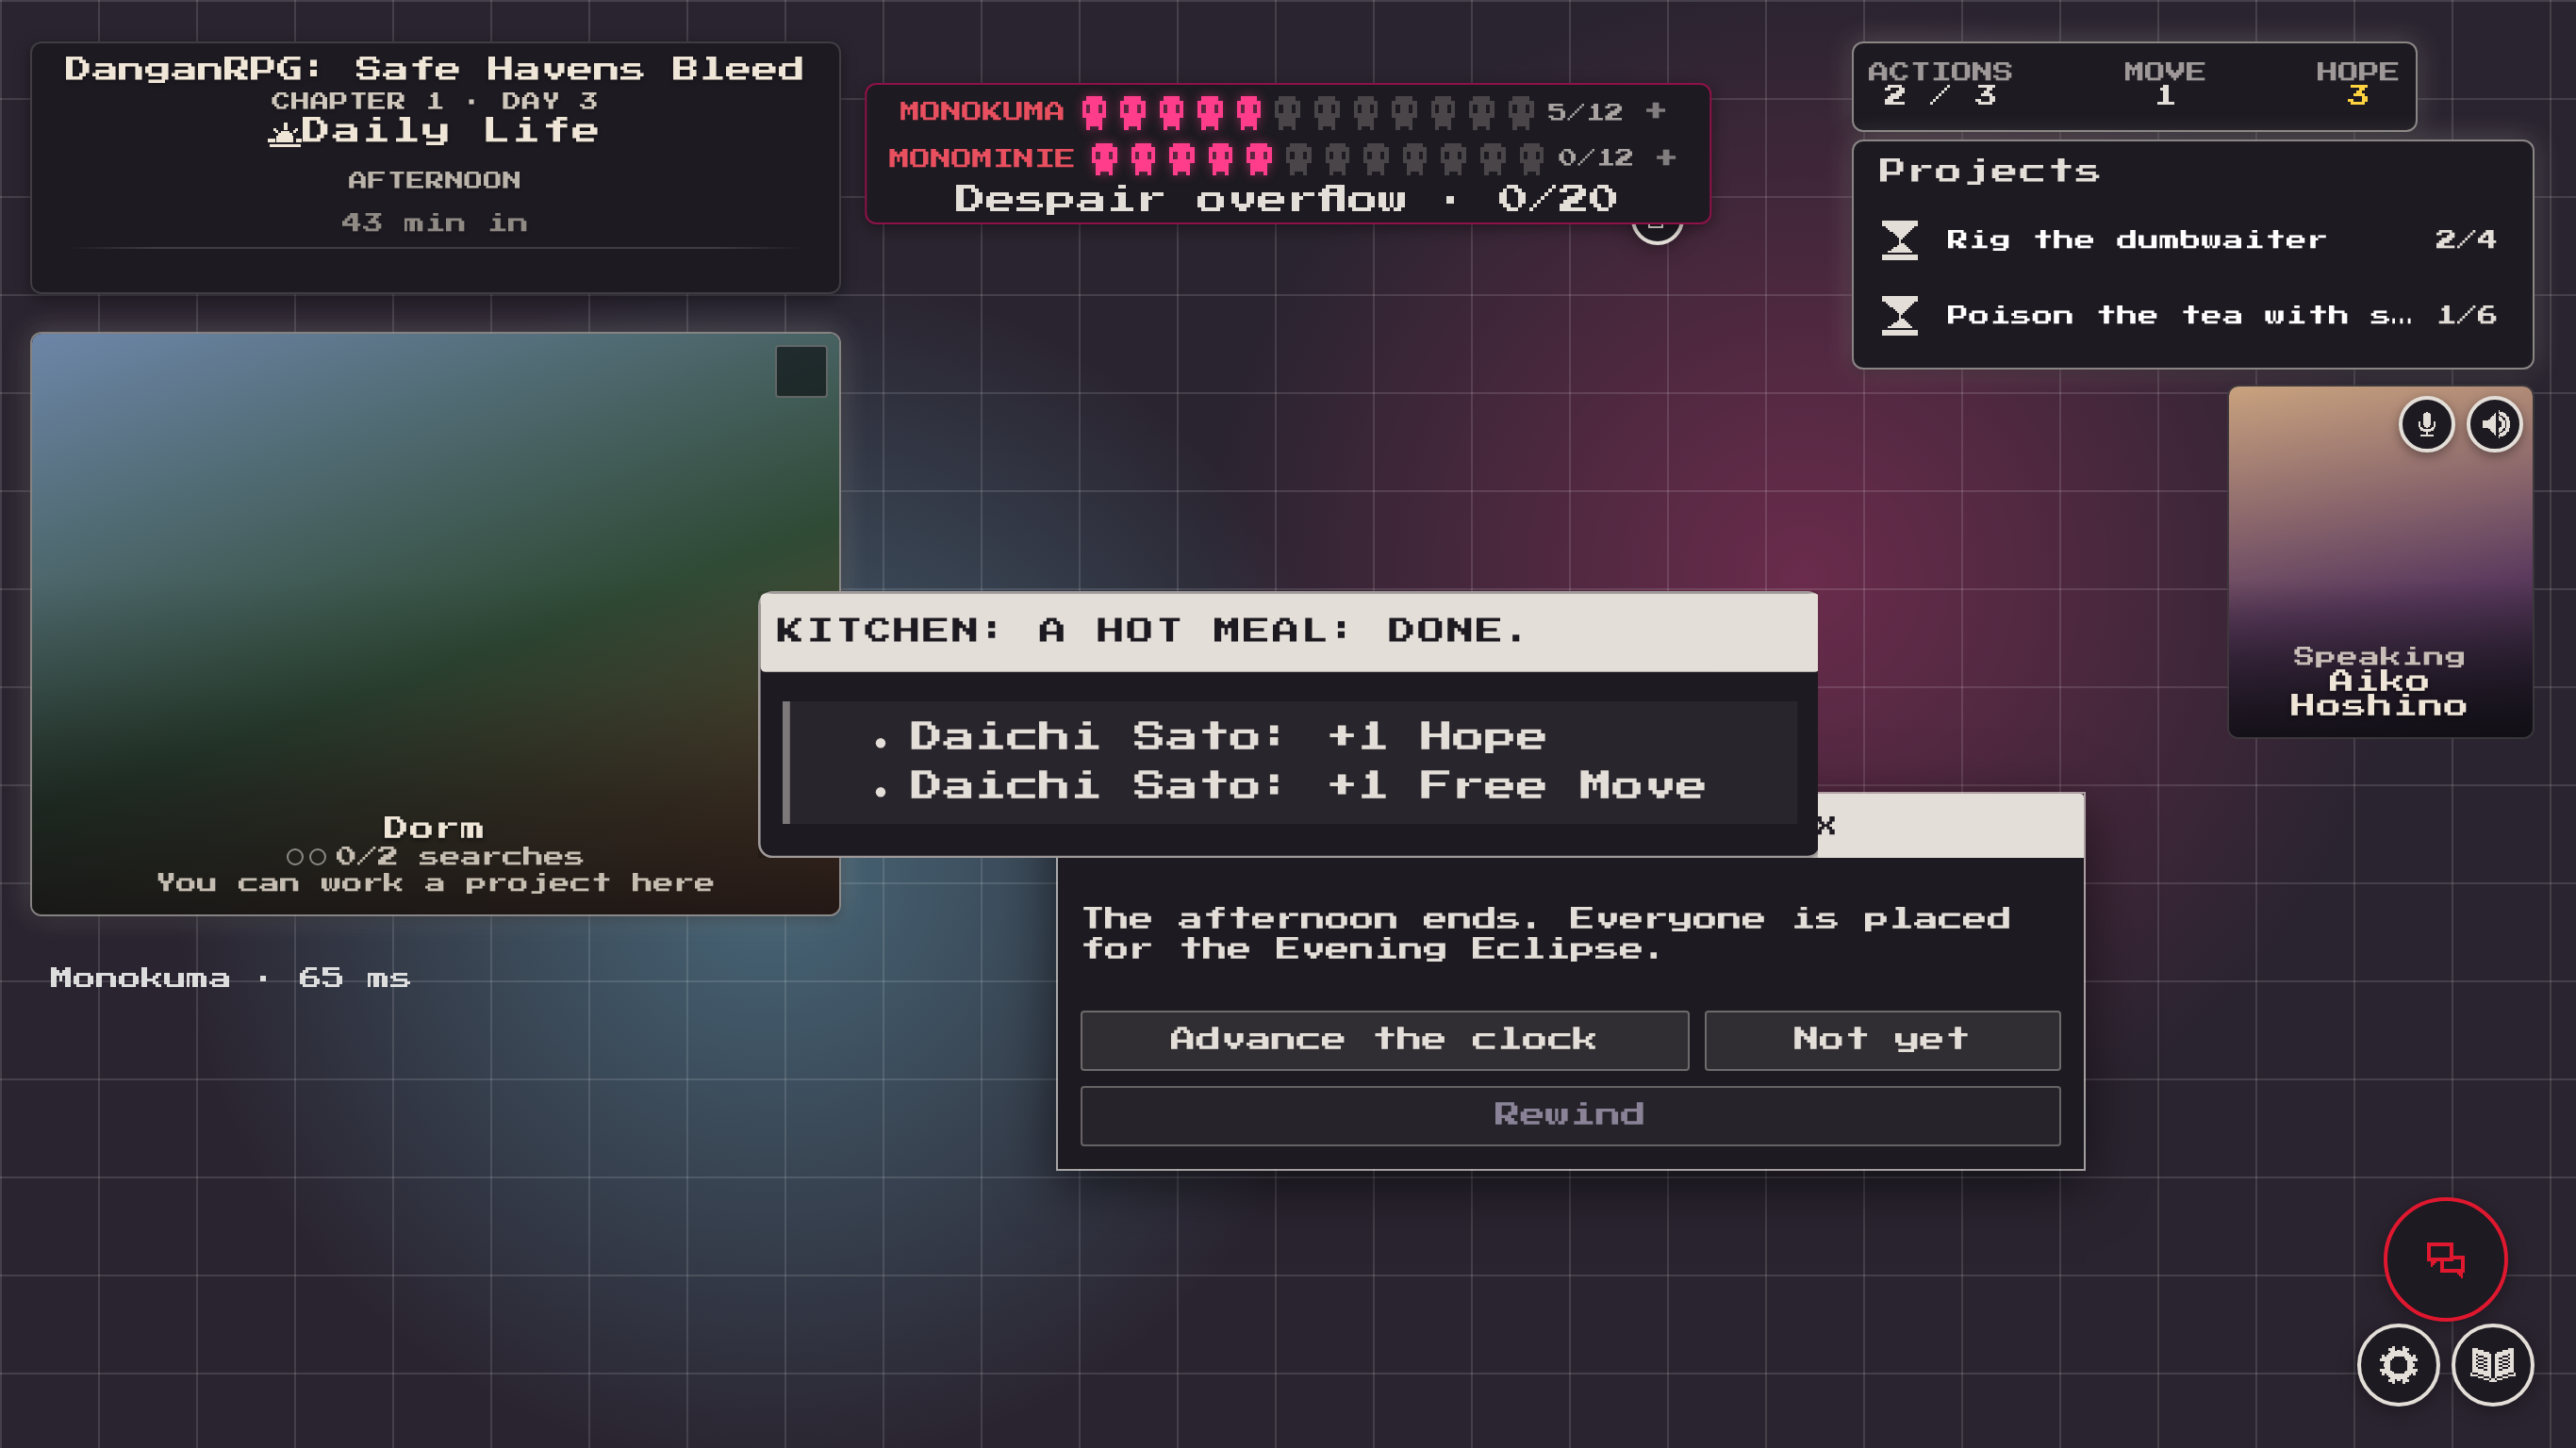 DanganRPG: Safe Havens Bleed
CHAPTER 1 · DAY 3
Daily Life
AFTERNOON
43 min in
MONOKUMA 5/12 +
MONOMINIE 0/12 +
Despair overflow · 0/20
ACTIONS MOVE HOPE
2 / 3 1 3
Projects
Rig the dumbwaiter 2/4
Poison the tea with s… 1/6
Speaking
Aiko
Hoshino
KITCHEN: A HOT MEAL: DONE.
• Daichi Sato: +1 Hope
• Daichi Sato: +1 Free Move
Dorm
0/2 searches
You can work a project here
Monokuma · 65 ms
x
The afternoon ends. Everyone is placed
for the Evening Eclipse.
Advance the clock
Not yet
Rewind